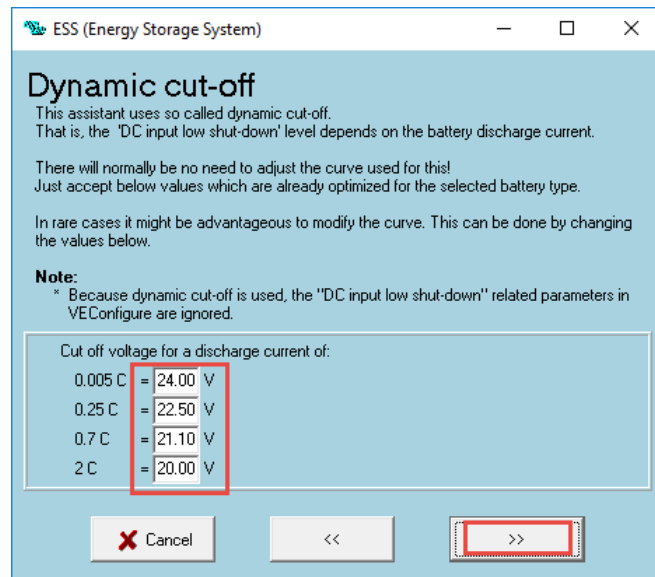 ESS (Energy Storage System)
Dynamic cut-off
This assistant uses so called dynamic cut-off.
That is, the 'DC input low shut-down' level depends on the battery discharge current.
There will normally be no need to adjust the curve used for this!
Just accept below values which are already optimized for the selected battery type.
In rare cases it might be advantageous to modify the curve. This can be done by changing
the values below.
Note:
* Because dynamic cut-off is used, the "DC input low shut-down" related parameters in
VEConfigure are ignored.
Cut off voltage for a discharge current of:
0.005 C = 24.00 V
0.25 C = 22.50 V
0.7 C = 21.10 V
2 C = 20.00 V
Cancel << >>